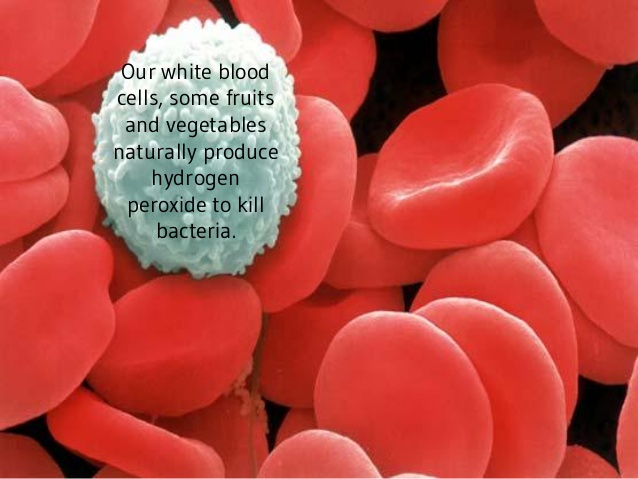 Our white blood
cells, some fruits
and vegetables
naturally produce
hydrogen
peroxide to kill
bacteria.